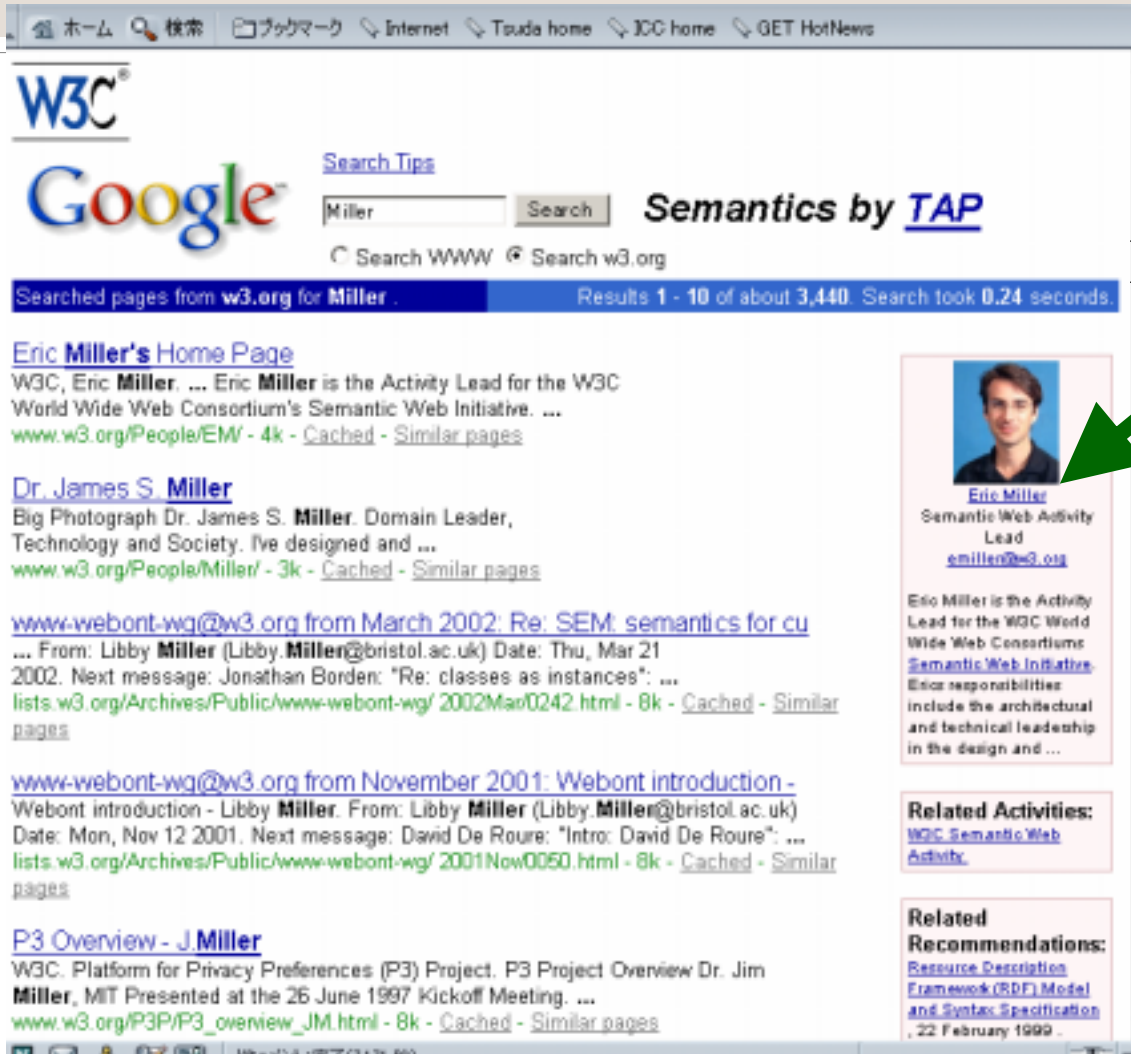 ホーム 検索 ブックマーク Internet Tsuda home ICC home GET HotNews
W3C®
Google
Search Tips
Miller Search Semantics by TAP
Search WWW Search w3.org
Searched pages from w3.org for Miller . Results 1 - 10 of about 3,440. Search took 0.24 seconds.
Eric Miller's Home Page
W3C, Eric Miller. ... Eric Miller is the Activity Lead for the W3C
World Wide Web Consortium's Semantic Web Initiative. ...
www.w3.org/People/EM/ - 4k - Cached - Similar pages
Dr. James S. Miller
Big Photograph Dr. James S. Miller. Domain Leader,
Technology and Society. I've designed and ...
www.w3.org/People/Miller/ - 3k - Cached - Similar pages
www-webont-wg@w3.org from March 2002: Re: SEM: semantics for cu
... From: Libby Miller (Libby.Miller@bristol.ac.uk) Date: Thu, Mar 21
2002. Next message: Jonathan Borden: "Re: classes as instances": ...
lists.w3.org/Archives/Public/www-webont-wg/ 2002Mar/0242.html - 8k - Cached - Similar
pages
www-webont-wg@w3.org from November 2001: Webont introduction -
Webont introduction - Libby Miller. From: Libby Miller (Libby.Miller@bristol.ac.uk)
Date: Mon, Nov 12 2001. Next message: David De Roure: "Intro: David De Roure": ...
lists.w3.org/Archives/Public/www-webont-wg/ 2001Nov/0050.html - 8k - Cached - Similar
pages
P3 Overview - J.Miller
W3C. Platform for Privacy Preferences (P3) Project. P3 Project Overview Dr. Jim
Miller, MIT Presented at the 26 June 1997 Kickoff Meeting. ...
www.w3.org/P3P/P3_overview_JM.html - 8k - Cached - Similar pages
Eric Miller
Semantic Web Activity
Lead
emiller@w3.org
Eric Miller is the Activity
Lead for the W3C World
Wide Web Consortiums
Semantic Web Initiative.
Erics responsibilities
include the architectural
and technical leadership
in the design and ...
Related Activities:
W3C Semantic Web
Activity.
Related
Recommendations:
Resource Description
Framework (RDF) Model
and Syntax Specification
, 22 February 1999 .